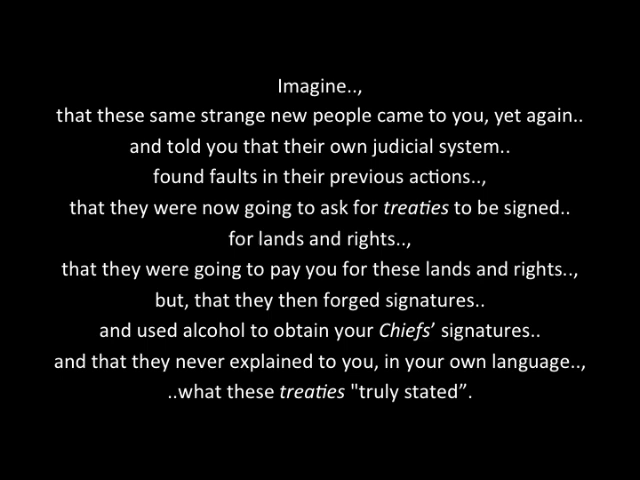 Imagine..,
that these same strange new people came to you, yet again..
and told you that their own judicial system..
found faults in their previous actions..,
that they were now going to ask for treaties to be signed..
for lands and rights..,
that they were going to pay you for these lands and rights..,
but, that they then forged signatures..
and used alcohol to obtain your Chiefs’ signatures..
and that they never explained to you, in your own language..,
..what these treaties "truly stated”.